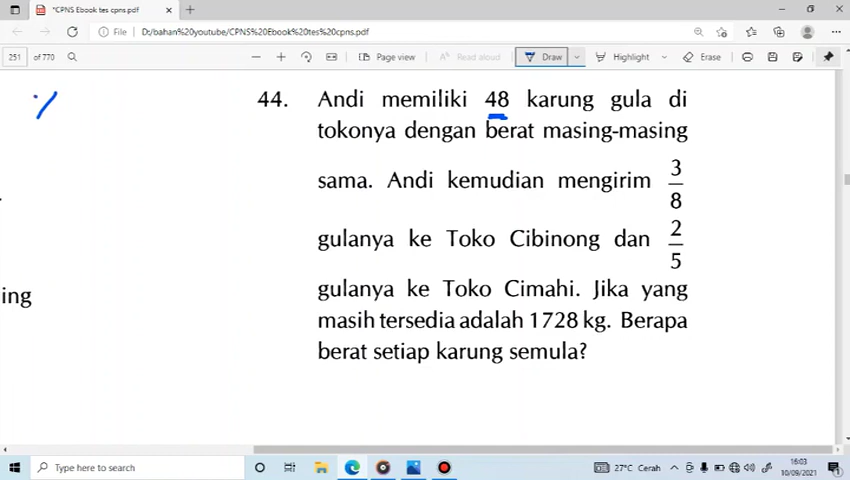 *CPNS Ebook tes cpns.pdf
File D:/bahan%20youtube/CPNS%20Ebook%20tes%20cpns.pdf
251 of 770 Page view Read aloud Draw Highlight Erase
44. Andi memiliki 48 karung gula di
tokonya dengan berat masing-masing
sama. Andi kemudian mengirim 3/8
gulanya ke Toko Cibinong dan 2/5
ing
gulanya ke Toko Cimahi. Jika yang
masih tersedia adalah 1728 kg. Berapa
berat setiap karung semula?
Type here to search 27°C Cerah 16:03
10/09/2021